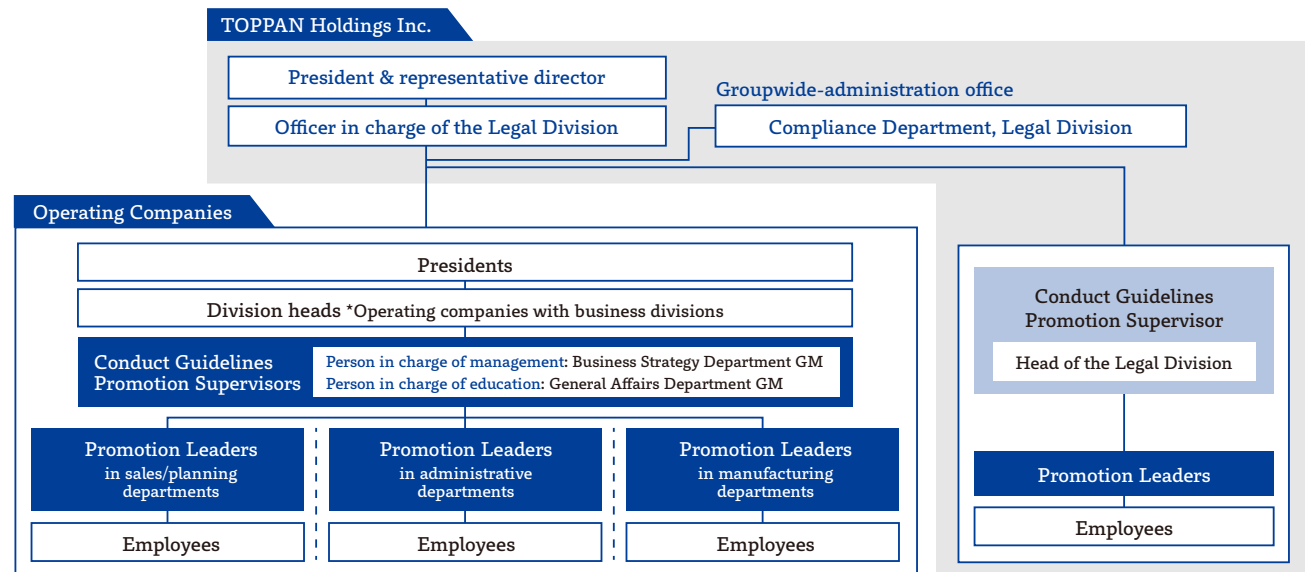 TOPPAN Holdings Inc.
President & representative director
Officer in charge of the Legal Division
Groupwide-administration office
Compliance Department, Legal Division
Operating Companies
Presidents
Division heads *Operating companies with business divisions
Conduct Guidelines
Promotion Supervisors
Person in charge of management: Business Strategy Department GM
Person in charge of education: General Affairs Department GM
Promotion Leaders
in sales/planning
departments
Employees
Promotion Leaders
in administrative
departments
Employees
Promotion Leaders
in manufacturing
departments
Employees
Conduct Guidelines
Promotion Supervisor
Head of the Legal Division
Promotion Leaders
Employees